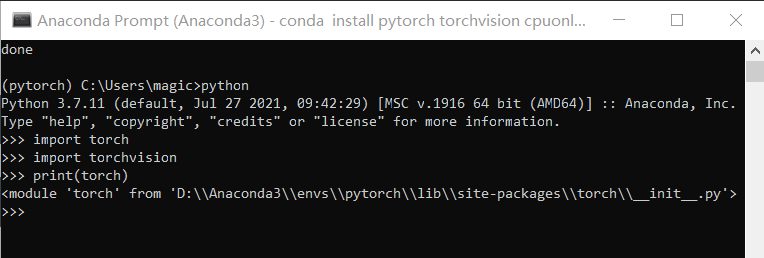 Anaconda Prompt (Anaconda3) - conda  install pytorch torchvision cpuonl...
done
(pytorch) C:\Users\magic>python
Python 3.7.11 (default, Jul 27 2021, 09:42:29) [MSC v.1916 64 bit (AMD64)] :: Anaconda, Inc.
Type "help", "copyright", "credits" or "license" for more information.
>>> import torch
>>> import torchvision
>>> print(torch)
<module 'torch' from 'D:\\Anaconda3\\envs\\pytorch\\lib\\site-packages\\torch\\__init__.py'>
>>>